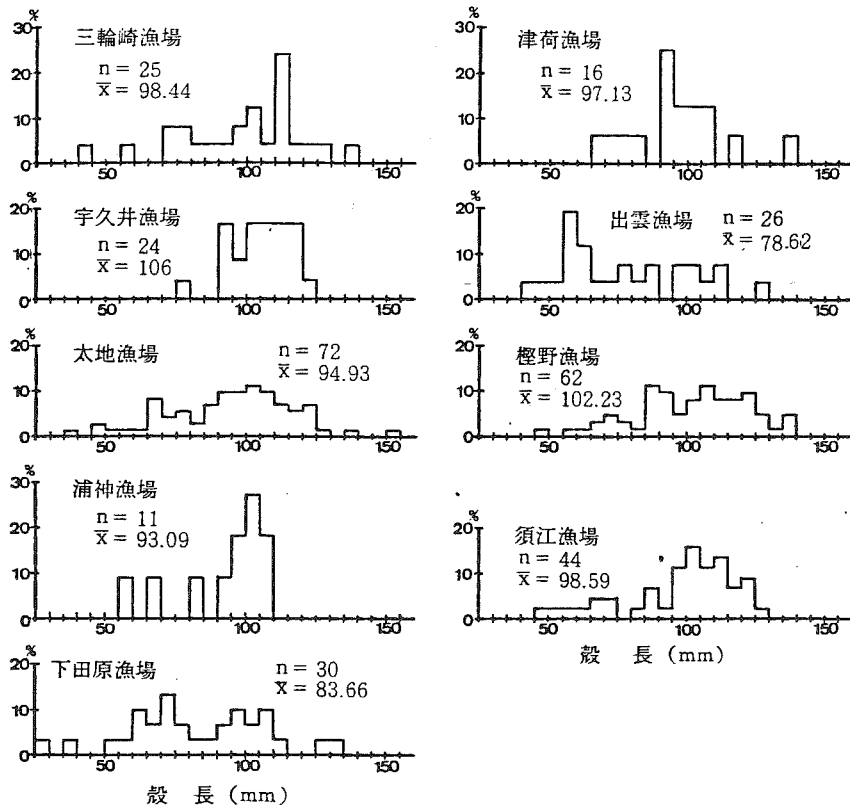 %
30
20
10
0
三輪崎漁場
n = 25
x̄ = 98.44
50
100
150
%
20
10
0
宇久井漁場
n = 24
x̄ = 106
50
100
150
%
20
10
0
太地漁場
n = 72
x̄ = 94.93
50
100
150
%
30
20
10
0
浦神漁場
n = 11
x̄ = 93.09
50
100
150
%
20
10
0
下田原漁場
n = 30
x̄ = 83.66
50
100
150
殻 長 (mm)
%
30
20
10
0
津荷漁場
n = 16
x̄ = 97.13
50
100
150
%
20
10
0
出雲漁場
n = 26
x̄ = 78.62
50
100
150
%
20
10
0
樫野漁場
n = 62
x̄ = 102.23
50
100
150
%
20
10
0
須江漁場
n = 44
x̄ = 98.59
50
100
150
殻 長 (mm)